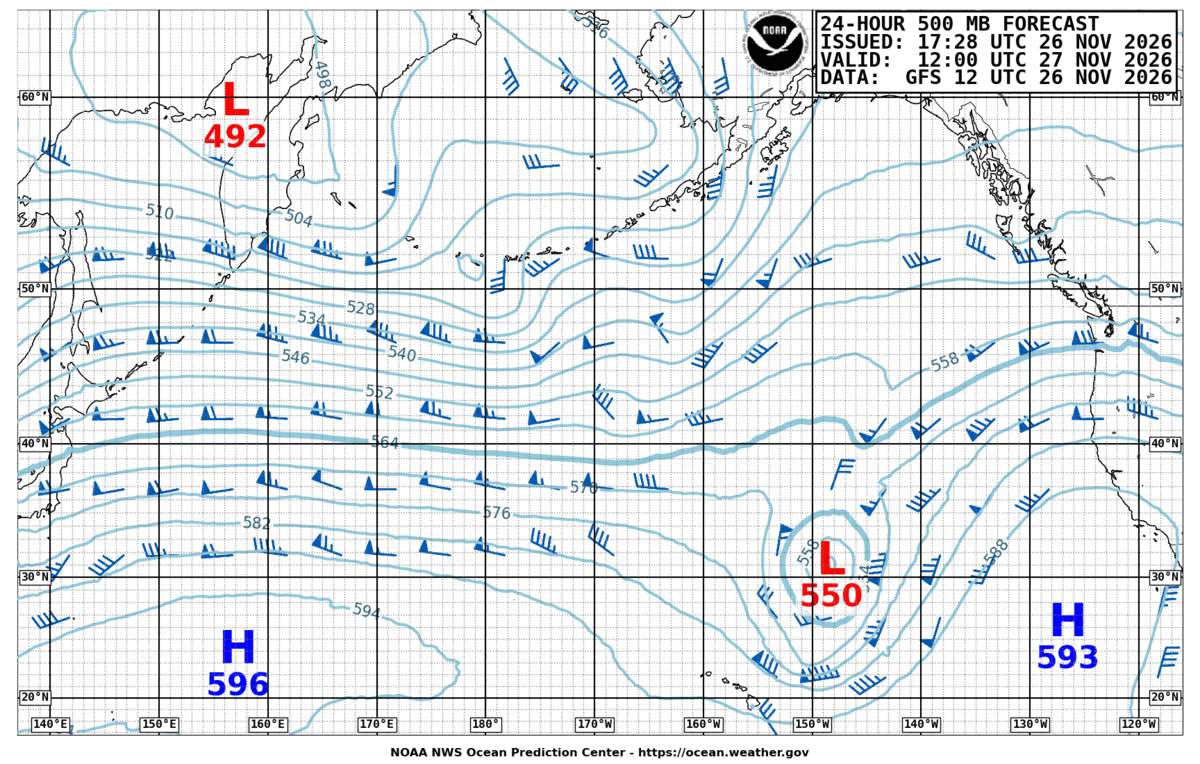 24-HOUR 500 MB FORECAST
ISSUED: 17:28 UTC 26 NOV 2026
VALID: 12:00 UTC 27 NOV 2026
DATA: GFS 12 UTC 26 NOV 2026
NOAA
516
498
60°N
60°N
L
492
510
504
522
50°N
50°N
528
534
540
546
558
552
40°N
564
40°N
570
576
582
558
588
L
30°N
30°N
550
594
H
H
596
593
20°N
20°N
140°E
150°E
160°E
170°E
180°
170°W
160°W
150°W
140°W
130°W
120°W
NOAA NWS Ocean Prediction Center - https://ocean.weather.gov